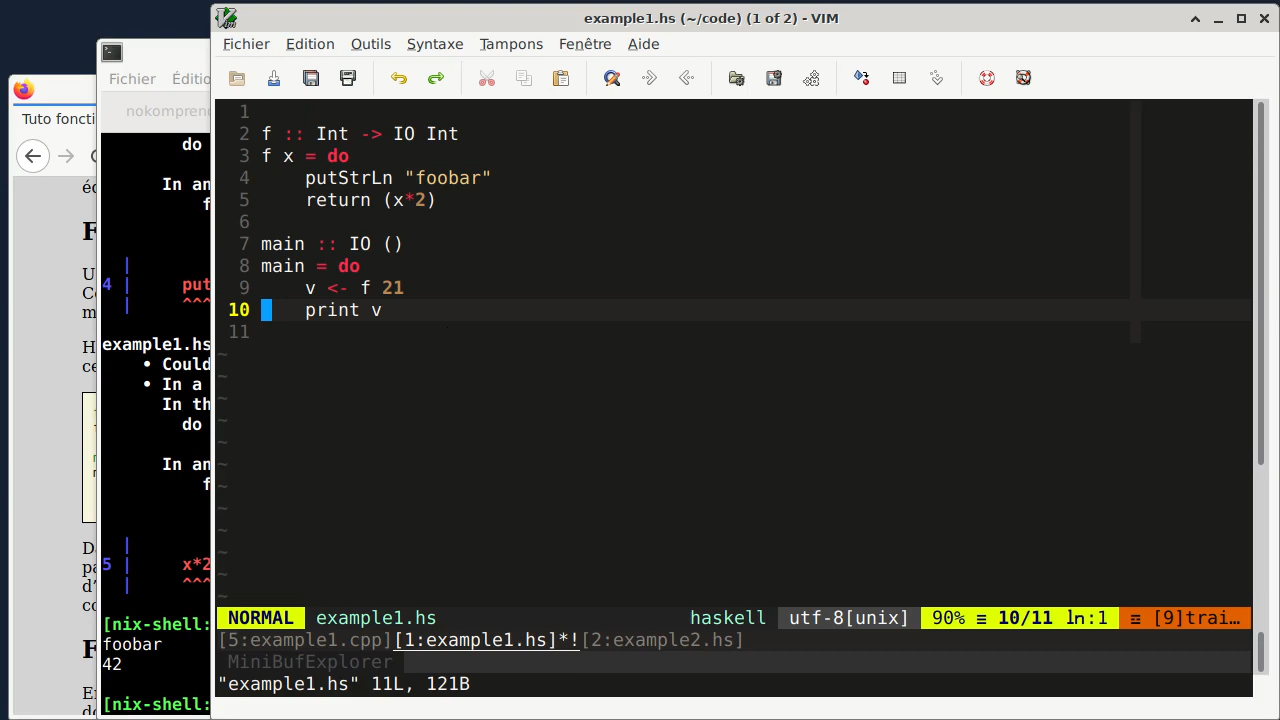 example1.hs (~/code) (1 of 2) - VIM
Fichier Edition Outils Syntaxe Tampons Fenêtre Aide
1
2 f :: Int -> IO Int
3 f x = do
4     putStrLn "foobar"
5     return (x*2)
6
7 main :: IO ()
8 main = do
9     v <- f 21
10     print v
11
~
~
~
~
~
~
~
~
~
~
~
~
NORMAL example1.hs haskell utf-8[unix] 90% ≡ 10/11 ln:1 ≡ [9]trai…
[5:example1.cpp][1:example1.hs]*![2:example2.hs]
MiniBufExplorer
"example1.hs" 11L, 121B
Fichier
nokompren
do
In an
f
|
4 | put
| ^^^
example1.hs
• Could
• In a
In th
do
In an
f
|
5 | x*2
| ^^^
[nix-shell:
foobar
42
[nix-shell:
Tuto foncti